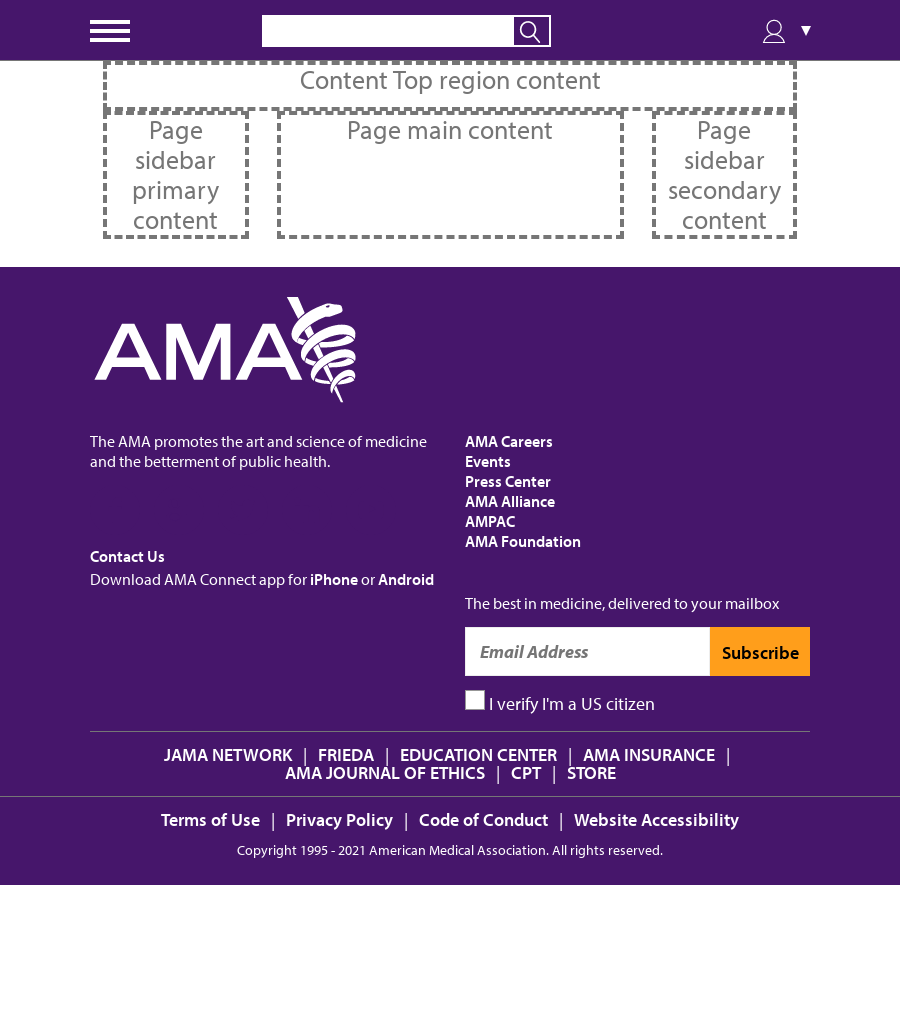 ▼
Content Top region content
Page sidebar primary content
Page main content
Page sidebar secondary content
AMA
The AMA promotes the art and science of medicine
and the betterment of public health.
Contact Us
Download AMA Connect app for iPhone or Android
AMA Careers
Events
Press Center
AMA Alliance
AMPAC
AMA Foundation
The best in medicine, delivered to your mailbox
Email Address
Subscribe
I verify I'm a US citizen
JAMA NETWORK | FRIEDA | EDUCATION CENTER | AMA INSURANCE |
AMA JOURNAL OF ETHICS | CPT | STORE
Terms of Use | Privacy Policy | Code of Conduct | Website Accessibility
Copyright 1995 - 2021 American Medical Association. All rights reserved.